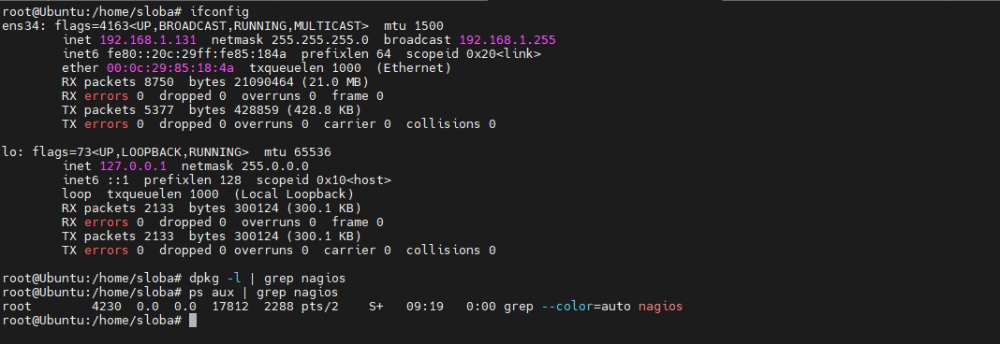 root@Ubuntu:/home/sloba# ifconfig
ens34: flags=4163<UP,BROADCAST,RUNNING,MULTICAST>  mtu 1500
        inet 192.168.1.131  netmask 255.255.255.0  broadcast 192.168.1.255
        inet6 fe80::20c:29ff:fe85:184a  prefixlen 64  scopeid 0x20<link>
        ether 00:0c:29:85:18:4a  txqueuelen 1000  (Ethernet)
        RX packets 8750  bytes 21090464 (21.0 MB)
        RX errors 0  dropped 0  overruns 0  frame 0
        TX packets 5377  bytes 428859 (428.8 KB)
        TX errors 0  dropped 0 overruns 0  carrier 0  collisions 0

lo: flags=73<UP,LOOPBACK,RUNNING>  mtu 65536
        inet 127.0.0.1  netmask 255.0.0.0
        inet6 ::1  prefixlen 128  scopeid 0x10<host>
        loop  txqueuelen 1000  (Local Loopback)
        RX packets 2133  bytes 300124 (300.1 KB)
        RX errors 0  dropped 0  overruns 0  frame 0
        TX packets 2133  bytes 300124 (300.1 KB)
        TX errors 0  dropped 0 overruns 0  carrier 0  collisions 0

root@Ubuntu:/home/sloba# dpkg -l | grep nagios
root@Ubuntu:/home/sloba# ps aux | grep nagios
root       4230  0.0  0.0  17812  2288 pts/2    S+   09:19   0:00 grep --color=auto nagios
root@Ubuntu:/home/sloba#